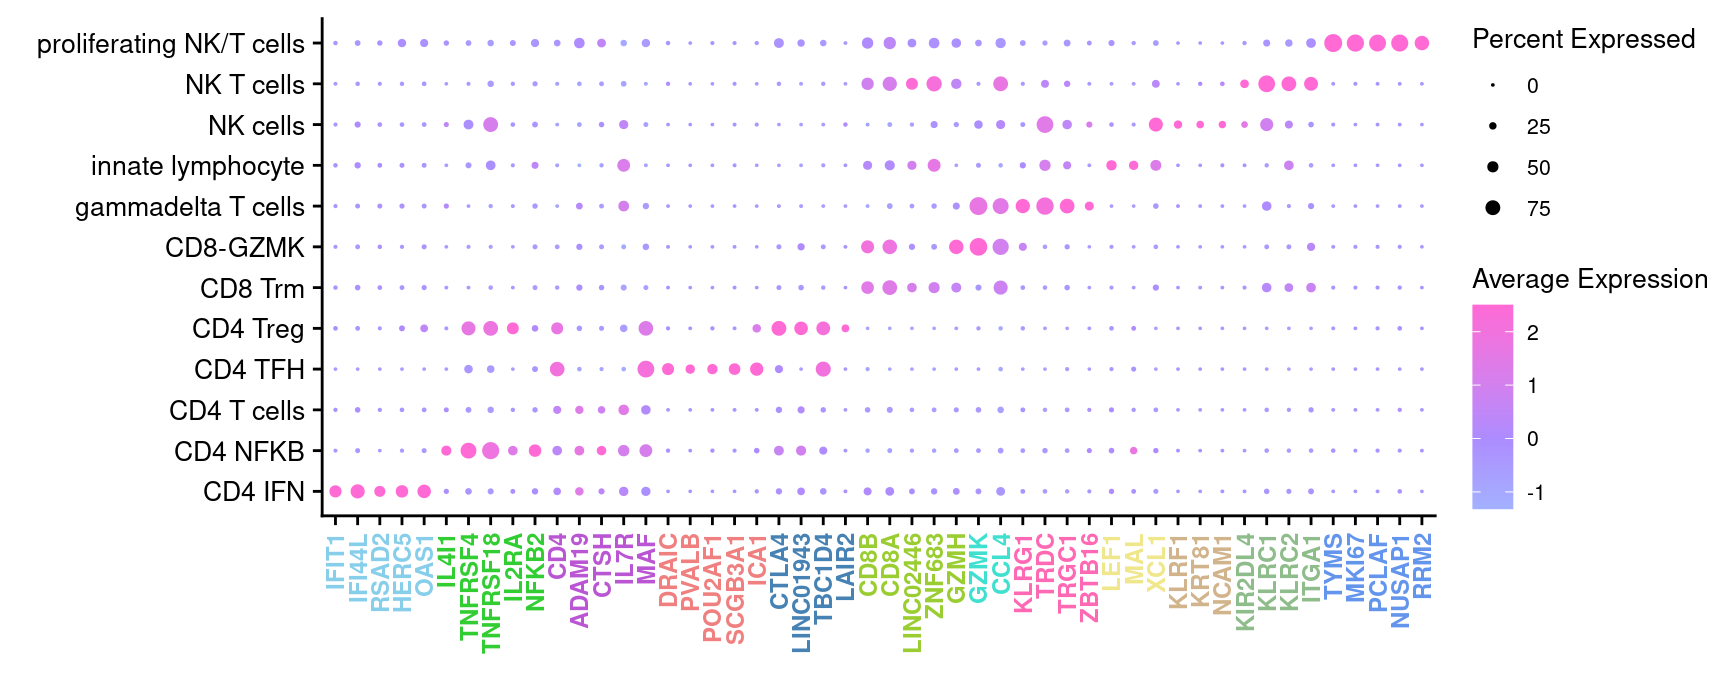 proliferating NK/T cells
NK T cells
NK cells
innate lymphocyte
gammadelta T cells
CD8-GZMK
CD8 Trm
CD4 Treg
CD4 TFH
CD4 T cells
CD4 NFKB
CD4 IFN
IFIT1
IFI44L
RSAD2
HERC5
OAS1
IL4I1
TNFRSF4
TNFRSF18
IL2RA
NFKB2
CD4
ADAM19
CTSH
IL7R
MAF
DRAIC
PVALB
POU2AF1
SCGB3A1
ICA1
CTLA4
LINC01943
TBC1D4
LAIR2
CD8B
CD8A
LINC02446
ZNF683
GZMH
GZMK
CCL4
KLRG1
TRDC
TRGC1
ZBTB16
LEF1
MAL
XCL1
KLRF1
KRT81
NCAM1
KIR2DL4
KLRC1
KLRC2
ITGA1
TYMS
MKI67
PCLAF
NUSAP1
RRM2
Percent Expressed
0
25
50
75
Average Expression
2
1
0
-1